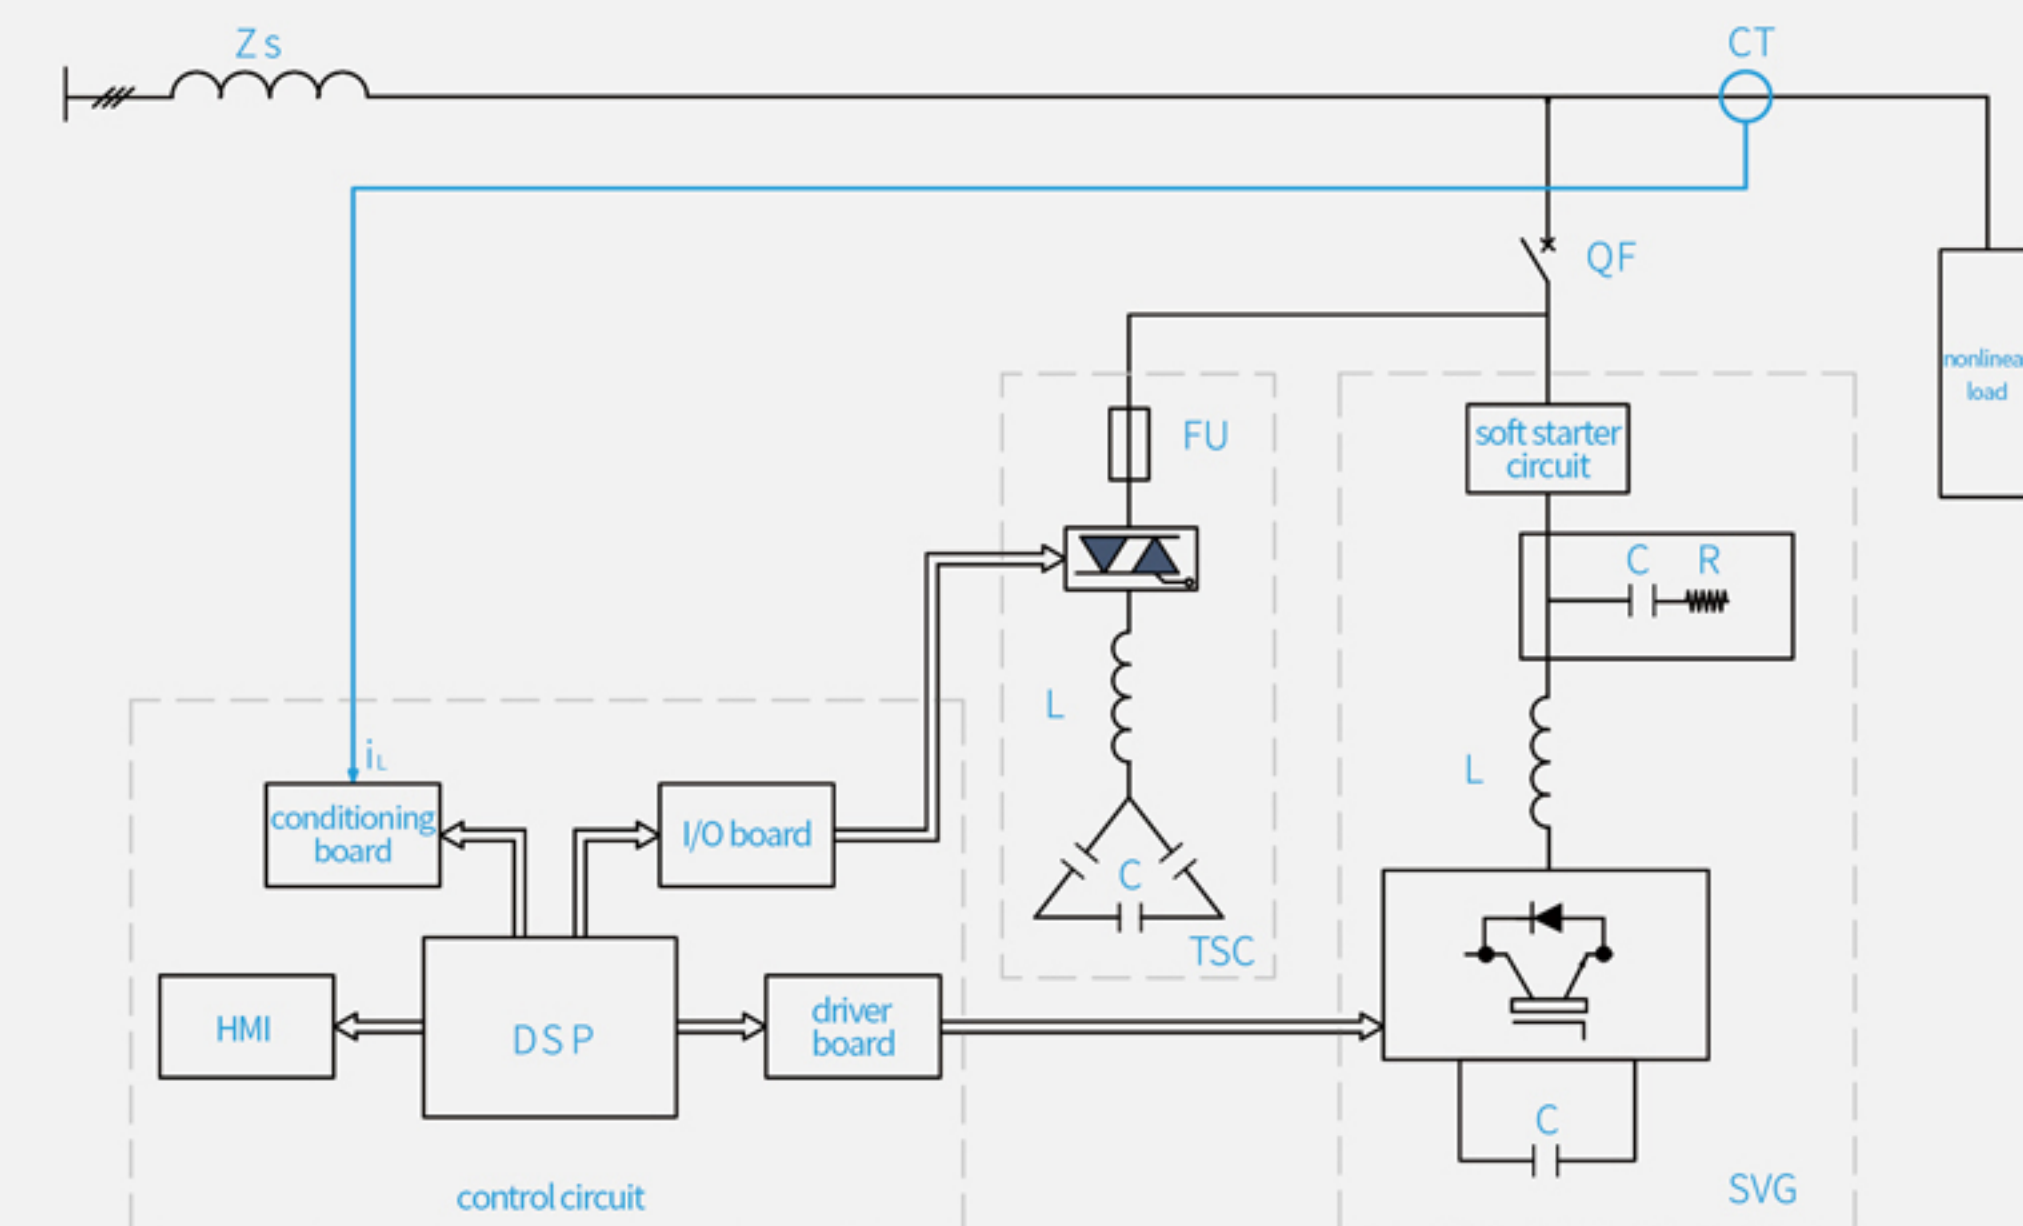 Zs
CT
QF
nonlinea
load
FU
soft starter
circuit
C R
L
L
iL
conditioning
board
I/O board
C
TSC
HMI
DSP
driver
board
C
control circuit
SVG